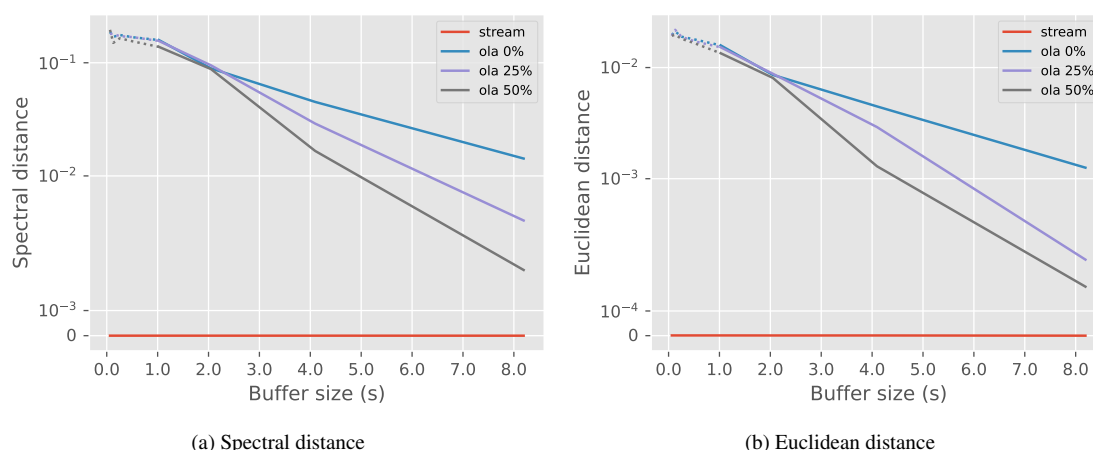 Spectral distance
10⁻¹
10⁻²
10⁻³
0
0.0 1.0 2.0 3.0 4.0 5.0 6.0 7.0 8.0
Buffer size (s)
stream
ola 0%
ola 25%
ola 50%
(a) Spectral distance
Euclidean distance
10⁻²
10⁻³
10⁻⁴
0
0.0 1.0 2.0 3.0 4.0 5.0 6.0 7.0 8.0
Buffer size (s)
stream
ola 0%
ola 25%
ola 50%
(b) Euclidean distance